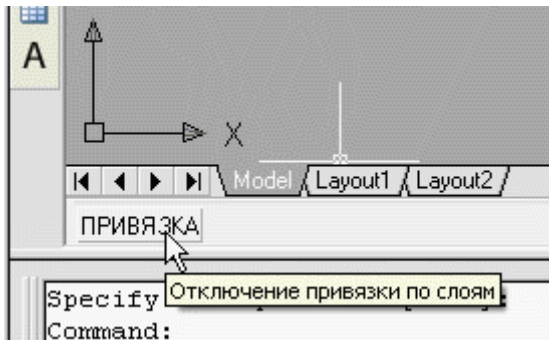 A
X
Model Layout1 Layout2
ПРИВЯЗКА
Отключение привязки по слоям
Specify
Command: